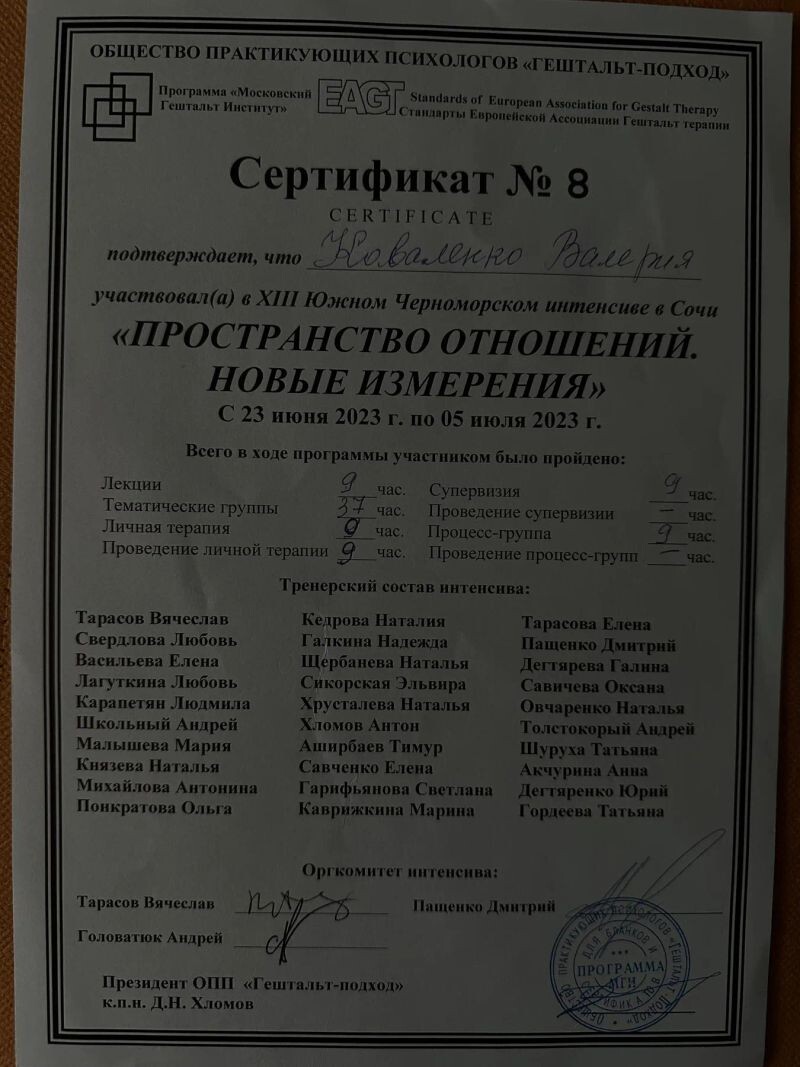 ОБЩЕСТВО ПРАКТИКУЮЩИХ ПСИХОЛОГОВ «ГЕШТАЛЬТ-ПОДХОД»
Программа «Московский
Гештальт Институт»
EAGT
Standards of European Association for Gestalt Therapy
Стандарты Европейской Ассоциации Гештальт терапии
Сертификат № 8
CERTIFICATE
подтверждает, что Коваленко Валерия
участвовал(а) в XIII Южном Черноморском интенсиве в Сочи
«ПРОСТРАНСТВО ОТНОШЕНИЙ.
НОВЫЕ ИЗМЕРЕНИЯ»
С 23 июня 2023 г. по 05 июля 2023 г.
Всего в ходе программы участником было пройдено:
Лекции 9 час. Супервизия 9 час.
Тематические группы 37 час. Проведение супервизии – час.
Личная терапия 9 час. Процесс-группа 9 час.
Проведение личной терапии 9 час. Проведение процесс-групп – час.
Тренерский состав интенсива:
Тарасов Вячеслав Кедрова Наталия Тарасова Елена
Свердлова Любовь Галкина Надежда Пащенко Дмитрий
Васильева Елена Щербанева Наталья Дегтярева Галина
Лагуткина Любовь Сикорская Эльвира Савичева Оксана
Карапетян Людмила Хрусталева Наталья Овчаренко Наталья
Школьный Андрей Хломов Антон Толстокорый Андрей
Малышева Мария Аширбаев Тимур Шуруха Татьяна
Князева Наталья Савченко Елена Акчурина Анна
Михайлова Антонина Гарифьянова Светлана Дегтяренко Юрий
Понкратова Ольга Каврижкина Марина Гордеева Татьяна
Оргкомитет интенсива:
Тарасов Вячеслав Пащенко Дмитрий
Головатюк Андрей
Президент ОПП «Гештальт-подход»
к.п.н. Д.Н. Хломов
ОБЩЕСТВО ПРАКТИКУЮЩИХ ПСИХОЛОГОВ «ГЕШТАЛЬТ ПОДХОД»
ДЛЯ БЛАНКОВ И
ПРОГРАММА
МГИ
СЕРТИФИКАТОВ